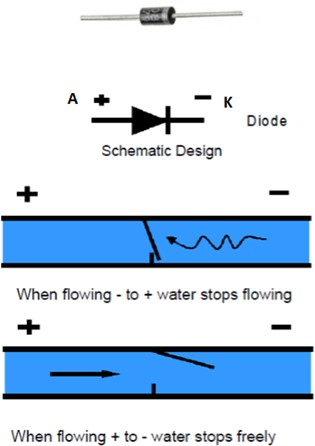 A + − K
Diode
Schematic Design
+ −
When flowing - to + water stops flowing
+ −
When flowing + to - water stops freely